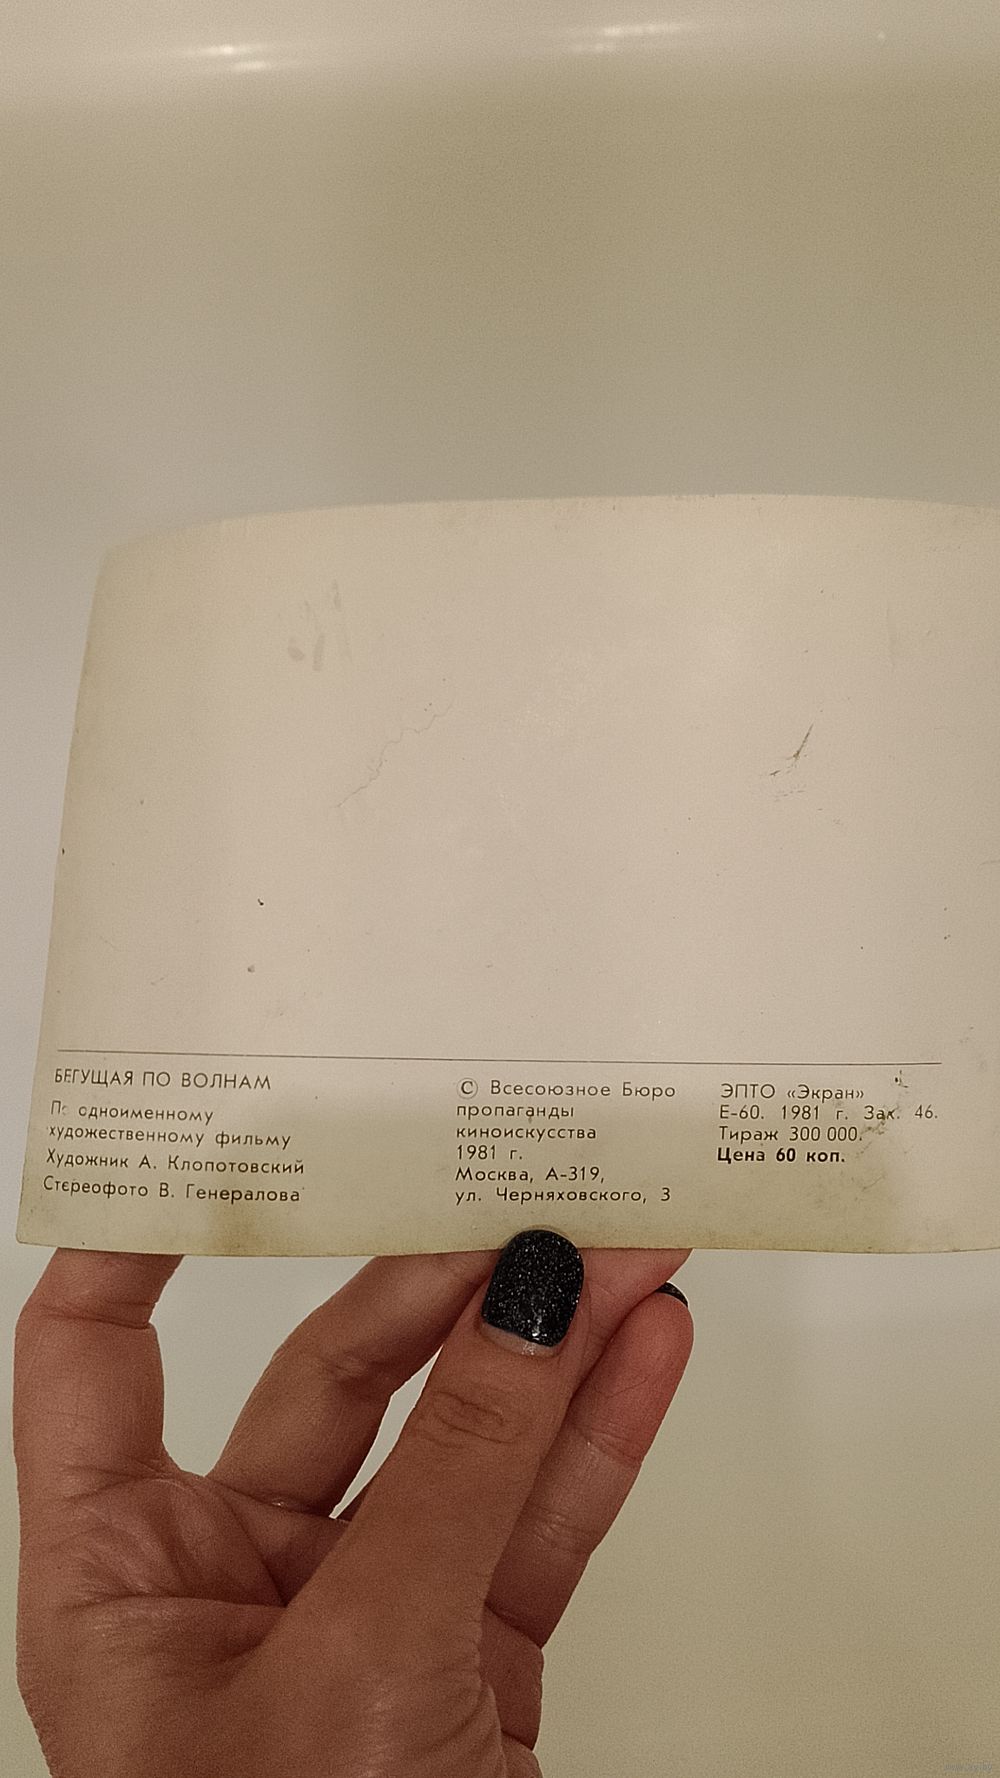 БЕГУЩАЯ ПО ВОЛНАМ
По одноименному
художественному фильму
Художник А. Клопотовский
Стереофото В. Генералова
© Всесоюзное Бюро
пропаганды
киноискусства
1981 г.
Москва, А-319,
ул. Черняховского, 3
ЭПТО «Экран»
Е-60. 1981 г. Зак. 46.
Тираж 300 000.
Цена 60 коп.